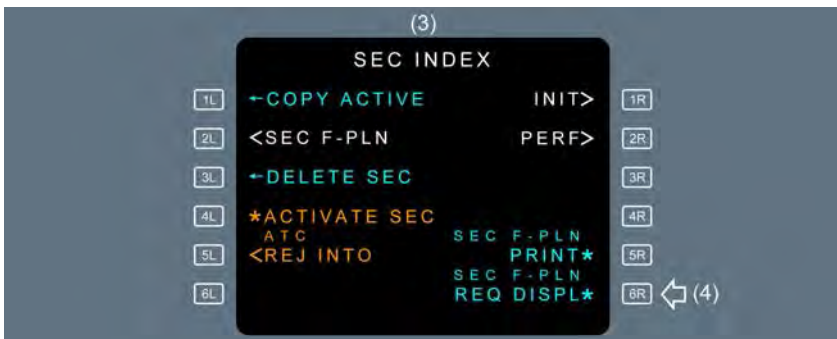 (3)
SEC INDEX
1L ←COPY ACTIVE INIT> 1R
2L <SEC F-PLN PERF> 2R
3L ←DELETE SEC 3R
4L *ACTIVATE SEC 4R
ATC SEC F-PLN
5L <REJ INTO PRINT* 5R
SEC F-PLN
6L REQ DISPL* 6R (4)